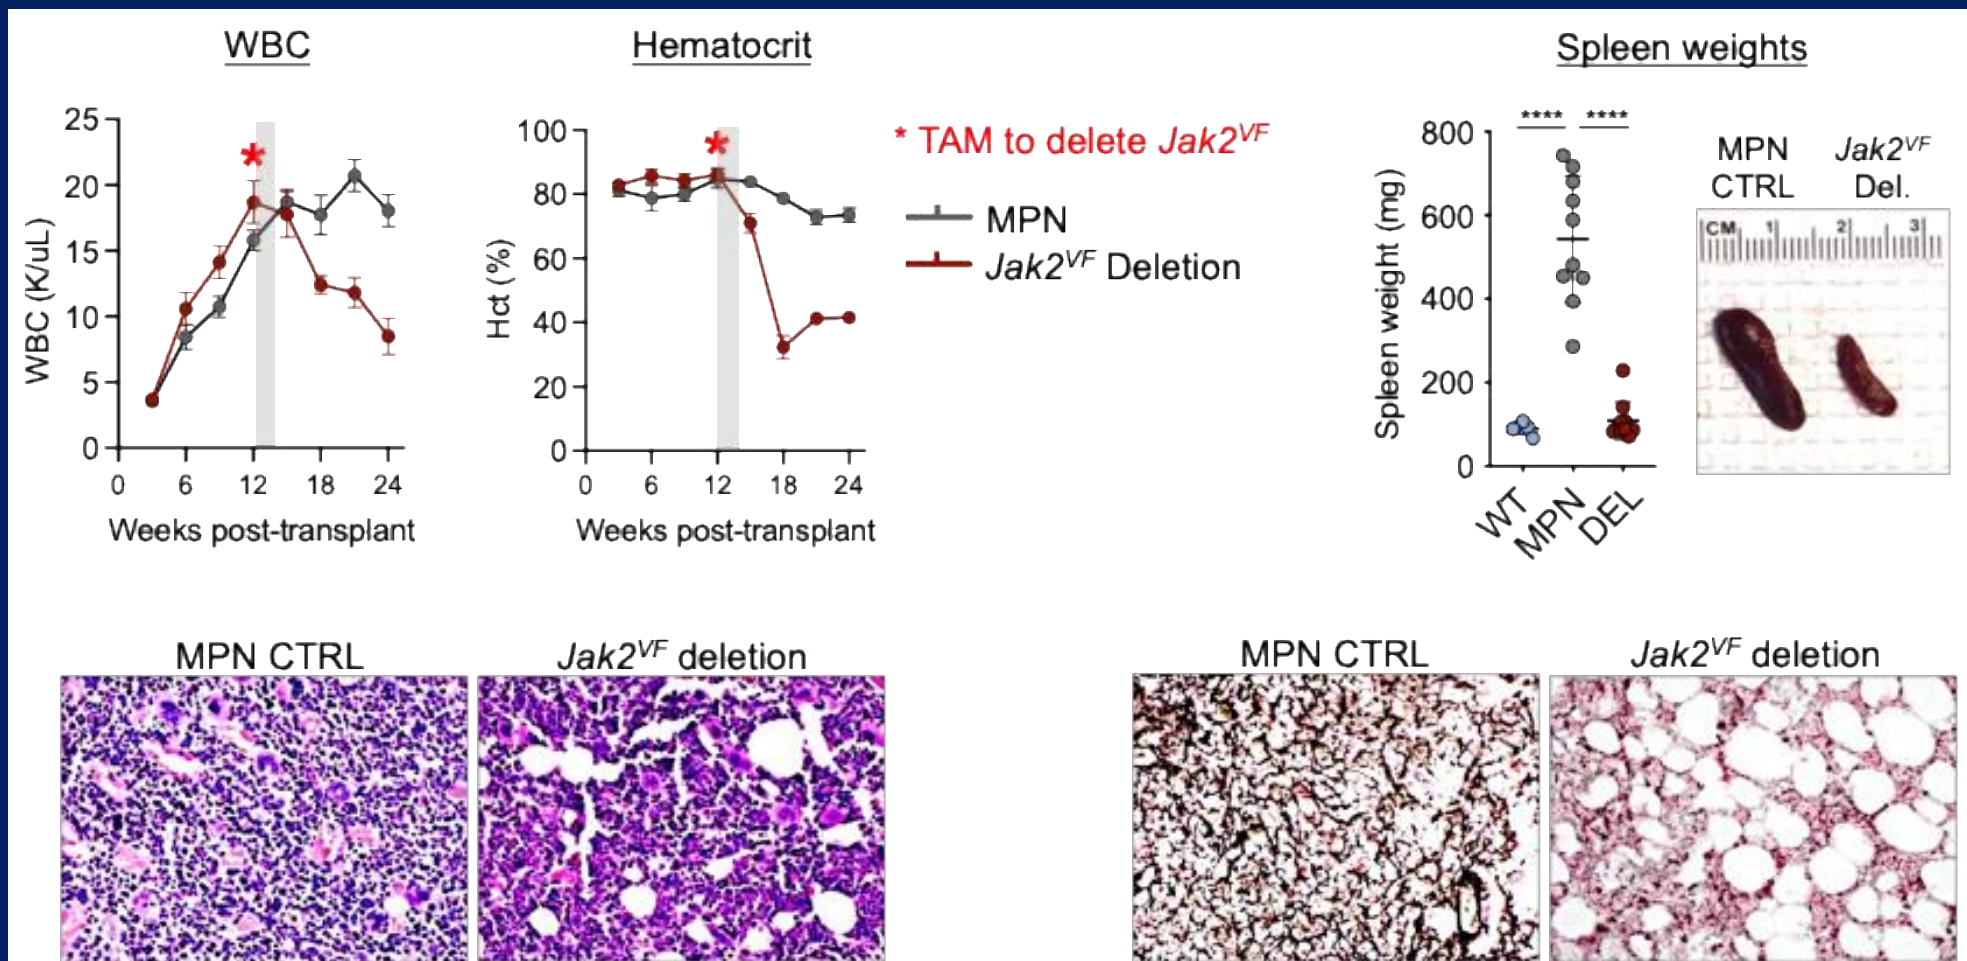 WBC
25
20
15
10
5
0
WBC (K/uL)
*
0 6 12 18 24
Weeks post-transplant
Hematocrit
100
80
60
40
20
0
Hct (%)
*
0 6 12 18 24
Weeks post-transplant
* TAM to delete Jak2VF
MPN
Jak2VF Deletion
Spleen weights
**** ****
800
600
400
200
0
Spleen weight (mg)
WT
MPN
DEL
MPN
CTRL
Jak2VF
Del.
CM 1 2 3
MPN CTRL
Jak2VF deletion
MPN CTRL
Jak2VF deletion